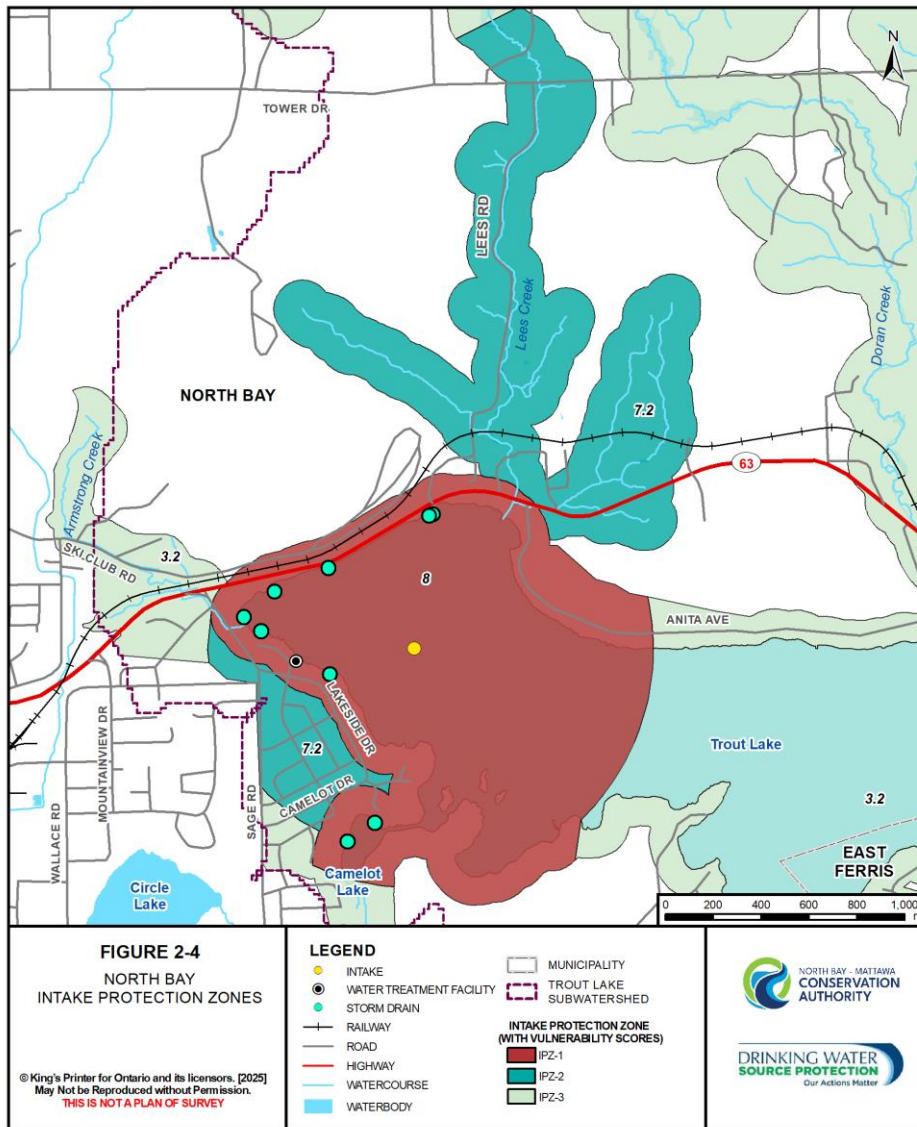 N
TOWER DR
LEES RD
Lees Creek
Doran Creek
NORTH BAY
7.2
63
Armstrong Creek
SKI CLUB RD
3.2
8
ANITA AVE
LAKESIDE DR
Trout Lake
7.2
CAMELOT DR
3.2
MOUNTAINVIEW DR
WALLACE RD
SAGE RD
EAST
FERRIS
Camelot
Lake
Circle
Lake
0 200 400 600 800 1,000
m
FIGURE 2-4
NORTH BAY
INTAKE PROTECTION ZONES
© King's Printer for Ontario and its licensors. [2025]
May Not be Reproduced without Permission.
THIS IS NOT A PLAN OF SURVEY
LEGEND
INTAKE
WATER TREATMENT FACILITY
STORM DRAIN
RAILWAY
ROAD
HIGHWAY
WATERCOURSE
WATERBODY
MUNICIPALITY
TROUT LAKE
SUBWATERSHED
INTAKE PROTECTION ZONE
(WITH VULNERABILITY SCORES)
IPZ-1
IPZ-2
IPZ-3
NORTH BAY - MATTAWA
CONSERVATION
AUTHORITY
DRINKING WATER
SOURCE PROTECTION
Our Actions Matter